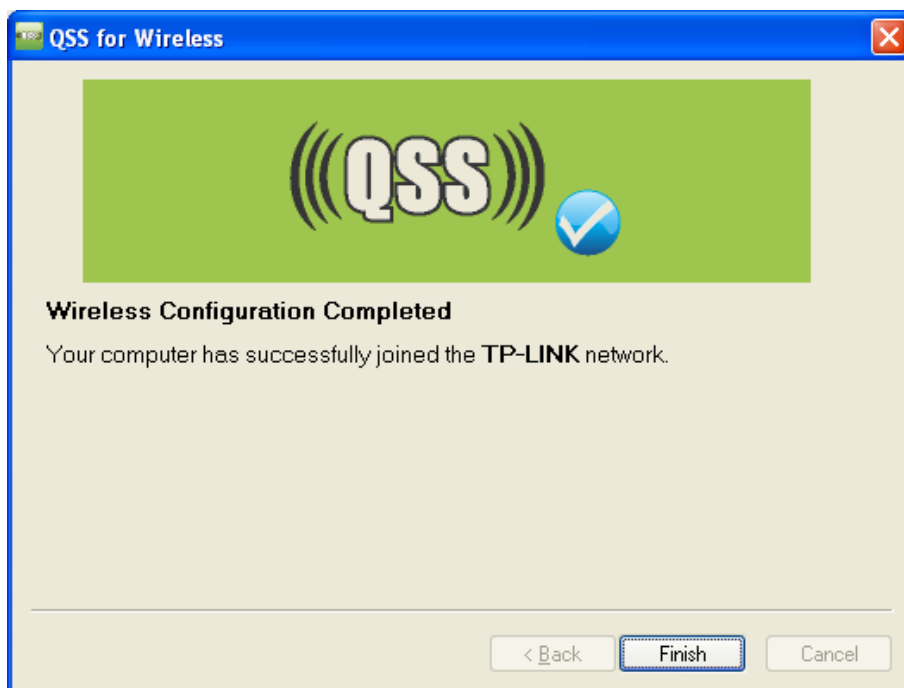 QSS for Wireless
(((QSS)))
Wireless Configuration Completed
Your computer has successfully joined the TP-LINK network.
< Back Finish Cancel